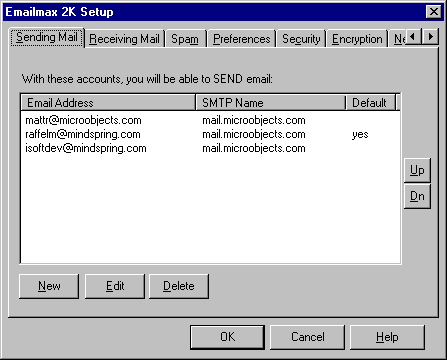 Emailmax 2K Setup
Sending Mail Receiving Mail Spam Preferences Security Encryption
With these accounts, you will be able to SEND email:
Email Address SMTP Name Default
mattr@microobjects.com mail.microobjects.com
raffelm@mindspring.com mail.microobjects.com yes
isoftdev@mindspring.com mail.microobjects.com
Up
Dn
New Edit Delete
OK Cancel Help